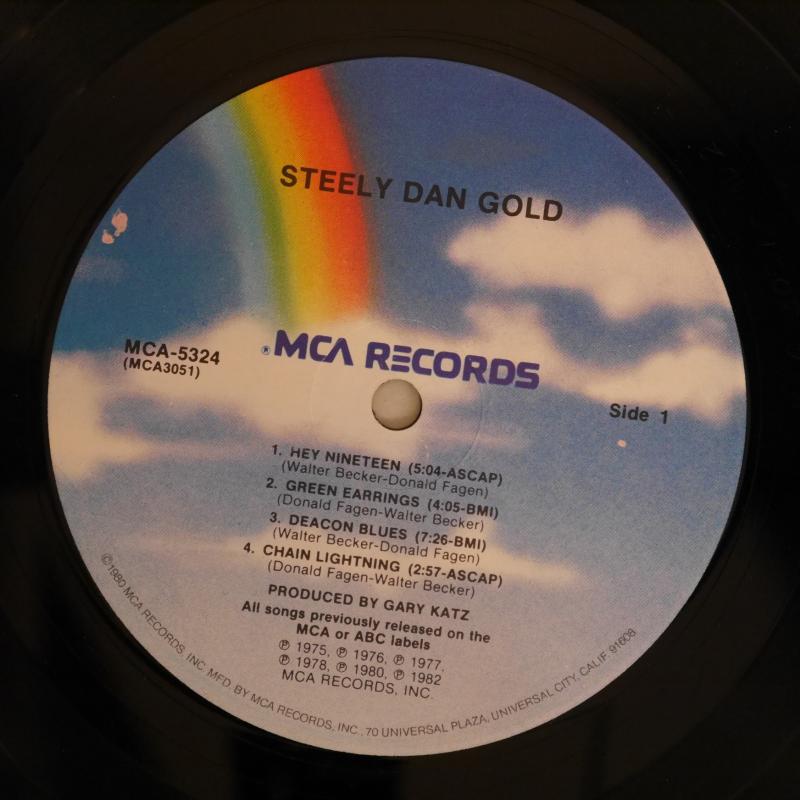 STEELY DAN GOLD
MCA-5324
(MCA3051)
® MCA RECORDS
Side 1
1. HEY NINETEEN (5:04-ASCAP)
(Walter Becker-Donald Fagen)
2. GREEN EARRINGS (4:05-BMI)
(Donald Fagen-Walter Becker)
3. DEACON BLUES (7:26-BMI)
(Walter Becker-Donald Fagen)
4. CHAIN LIGHTNING (2:57-ASCAP)
(Donald Fagen-Walter Becker)
PRODUCED BY GARY KATZ
All songs previously released on the
MCA or ABC labels
℗ 1975, ℗ 1976, ℗ 1977,
℗ 1978, ℗ 1980, ℗ 1982
MCA RECORDS, INC.
©1980 MCA RECORDS, INC. MFD. BY MCA RECORDS, INC., 70 UNIVERSAL PLAZA, UNIVERSAL CITY, CALIF. 91608